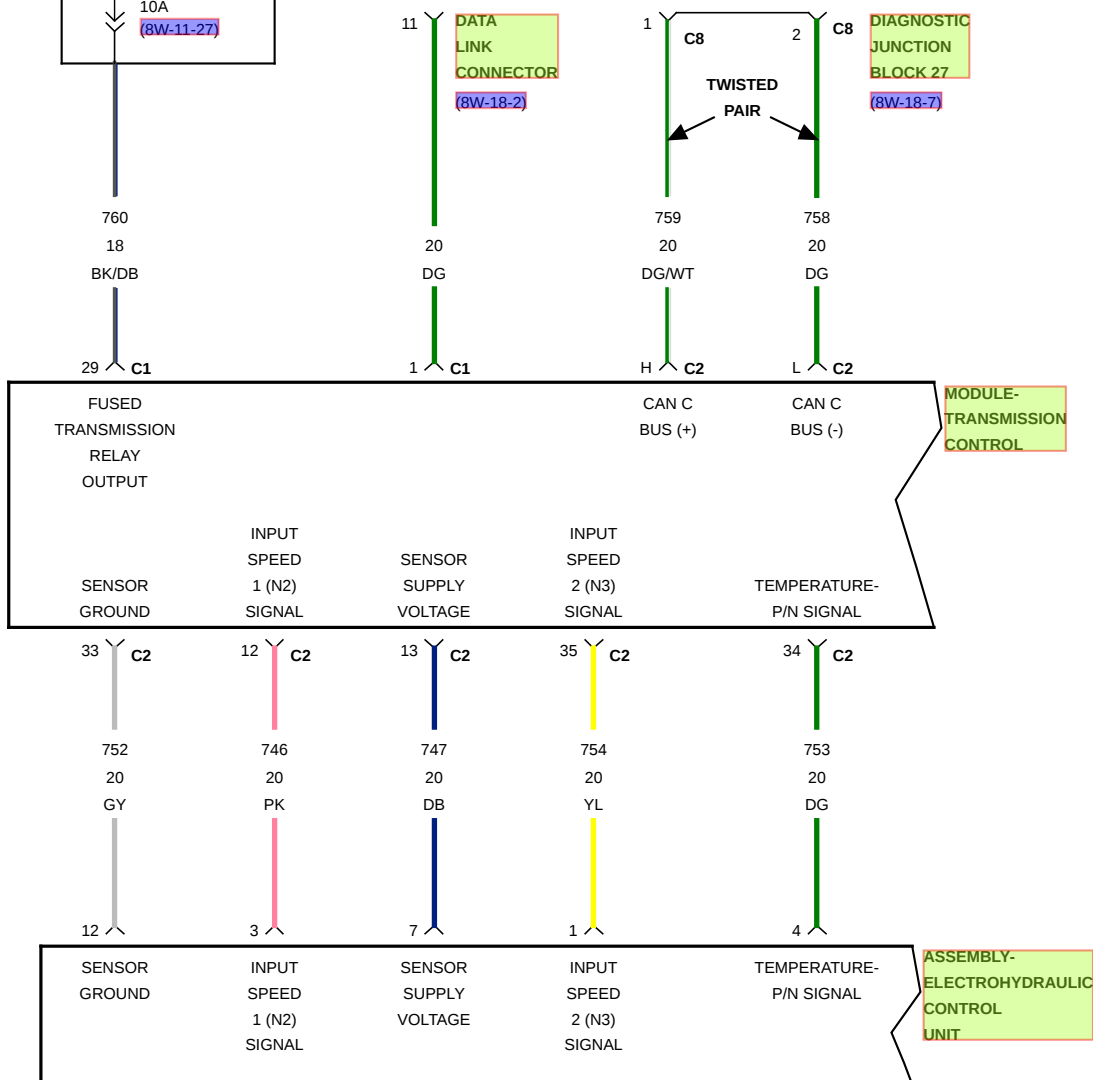 10A
(8W-11-27)
11
DATA
LINK
CONNECTOR
(8W-18-2)
1
C8
2
C8
DIAGNOSTIC
JUNCTION
BLOCK 27
(8W-18-7)
TWISTED
PAIR
760
18
BK/DB
20
DG
759
20
DG/WT
758
20
DG
29
C1
1
C1
H
C2
L
C2
FUSED
TRANSMISSION
RELAY
OUTPUT
CAN C
BUS (+)
CAN C
BUS (-)
MODULE-
TRANSMISSION
CONTROL
SENSOR
GROUND
INPUT
SPEED
1 (N2)
SIGNAL
SENSOR
SUPPLY
VOLTAGE
INPUT
SPEED
2 (N3)
SIGNAL
TEMPERATURE-
P/N SIGNAL
33
C2
12
C2
13
C2
35
C2
34
C2
752
20
GY
746
20
PK
747
20
DB
754
20
YL
753
20
DG
12
3
7
1
4
SENSOR
GROUND
INPUT
SPEED
1 (N2)
SIGNAL
SENSOR
SUPPLY
VOLTAGE
INPUT
SPEED
2 (N3)
SIGNAL
TEMPERATURE-
P/N SIGNAL
ASSEMBLY-
ELECTROHYDRAULIC
CONTROL
UNIT